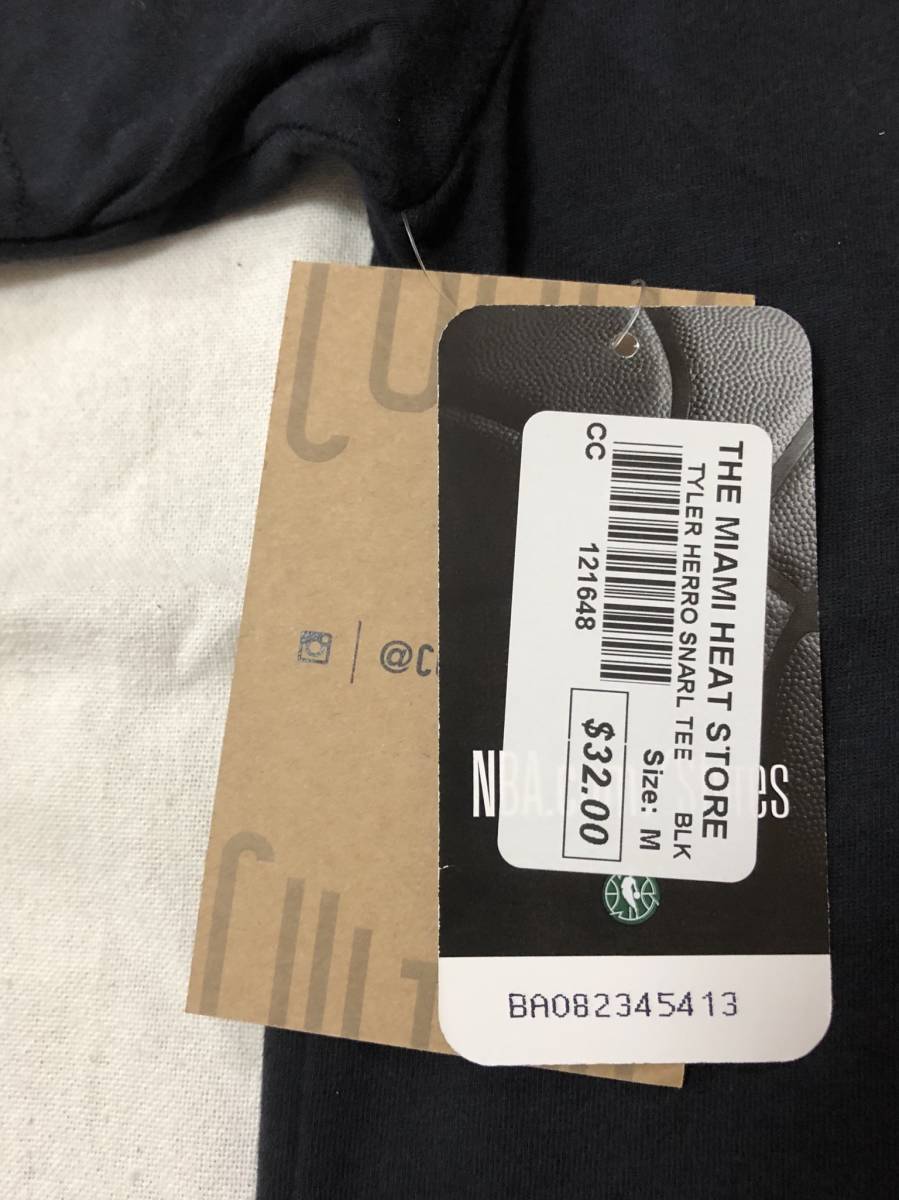 THE MIAMI HEAT STORE
TYLER HERRO SNARL TEE BLK
Size: M
$32.00
121648
CC
BA082345413